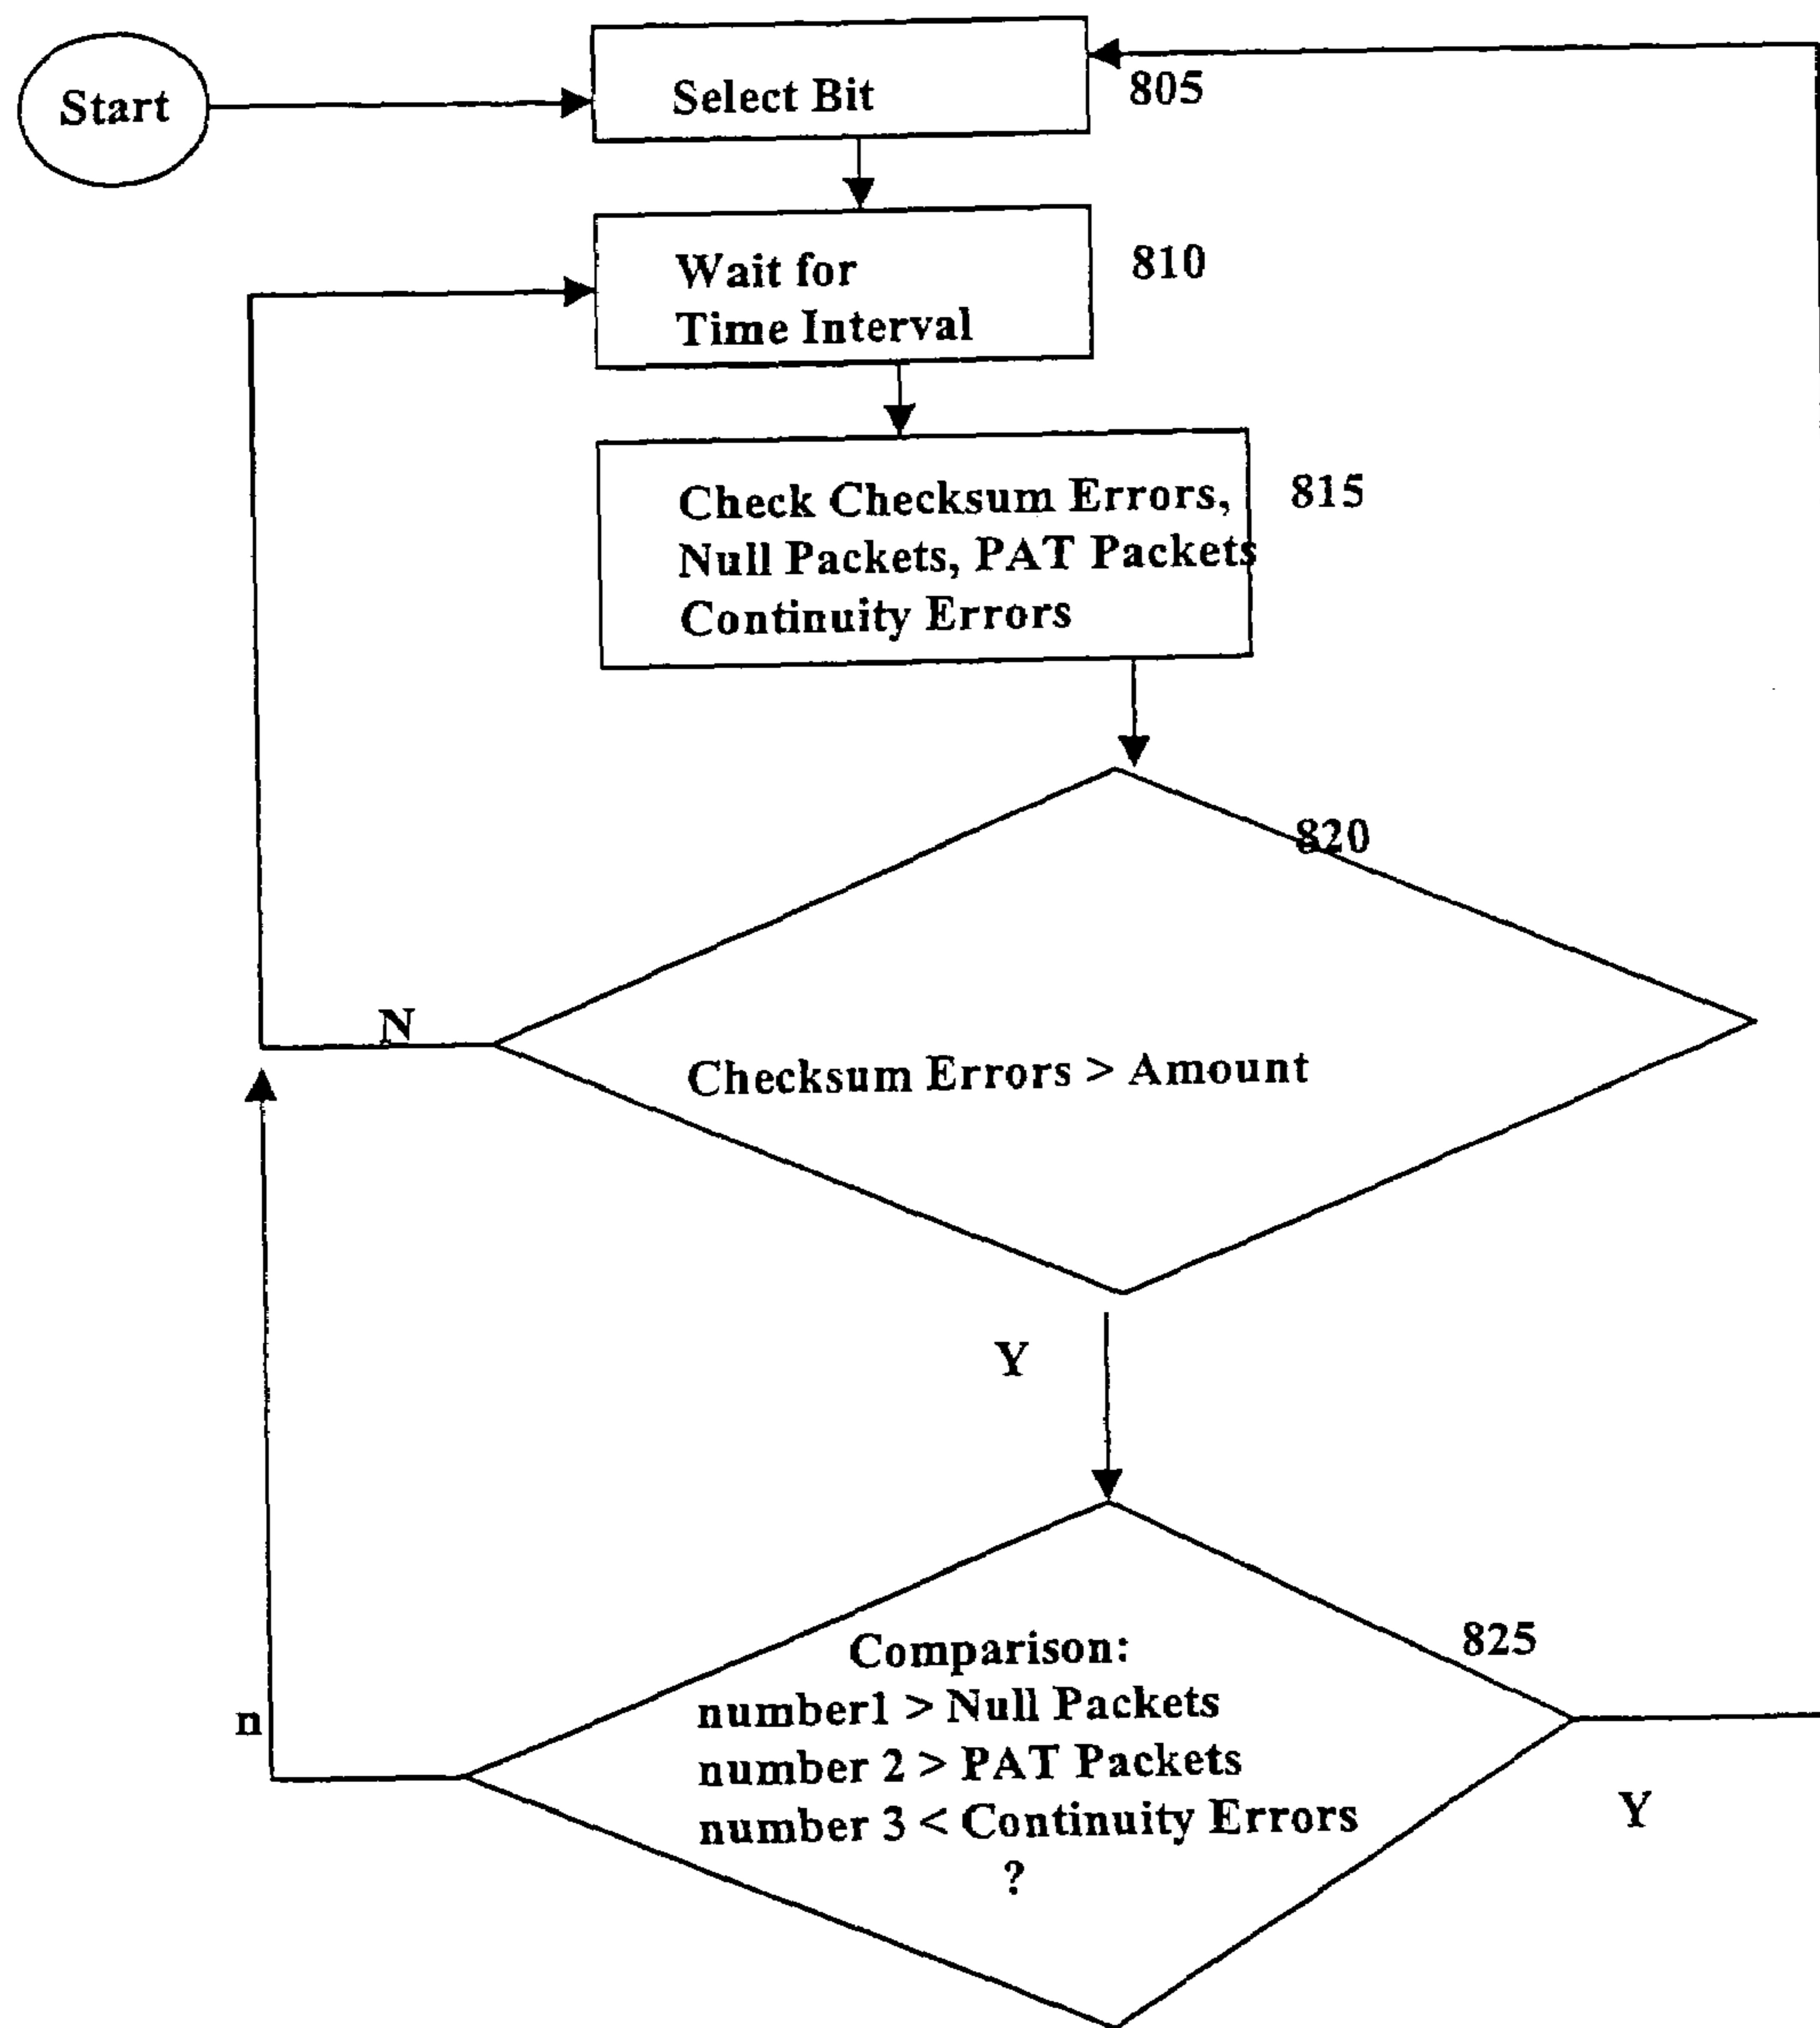 Start
Select Bit
805
Wait for
Time Interval
810
Check Checksum Errors,
Null Packets, PAT Packets
Continuity Errors
815
820
N
Checksum Errors > Amount
Y
825
Comparison:
number1 > Null Packets
number 2 > PAT Packets
number 3 < Continuity Errors
?
n
Y